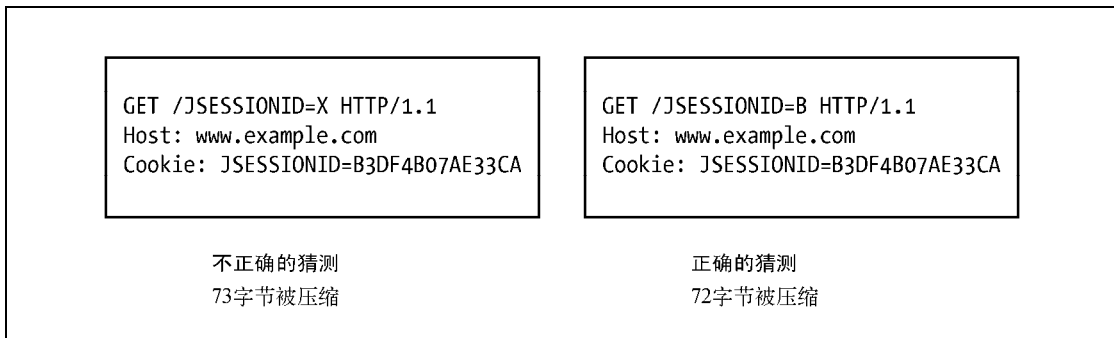 GET /JSESSIONID=X HTTP/1.1
Host: www.example.com
Cookie: JSESSIONID=B3DF4B07AE33CA
不正确的猜测
73字节被压缩
GET /JSESSIONID=B HTTP/1.1
Host: www.example.com
Cookie: JSESSIONID=B3DF4B07AE33CA
正确的猜测
72字节被压缩